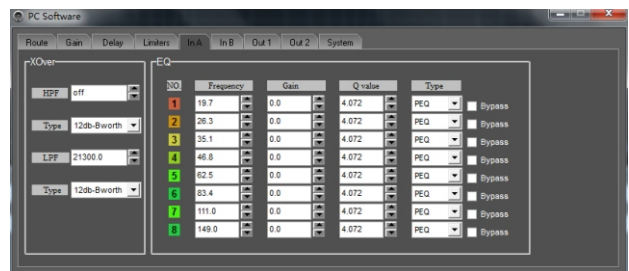 PC Software
Route Gain Delay Limiters In A In B Out 1 Out 2 System
XOver
EQ
HPF off
Type 12db-Bworth
LPF 21300.0
Type 12db-Bworth
NO. Frequency Gain Q value Type
1 19.7 0.0 4.072 PEQ Bypass
2 26.3 0.0 4.072 PEQ Bypass
3 35.1 0.0 4.072 PEQ Bypass
4 46.8 0.0 4.072 PEQ Bypass
5 62.5 0.0 4.072 PEQ Bypass
6 83.4 0.0 4.072 PEQ Bypass
7 111.0 0.0 4.072 PEQ Bypass
8 149.0 0.0 4.072 PEQ Bypass